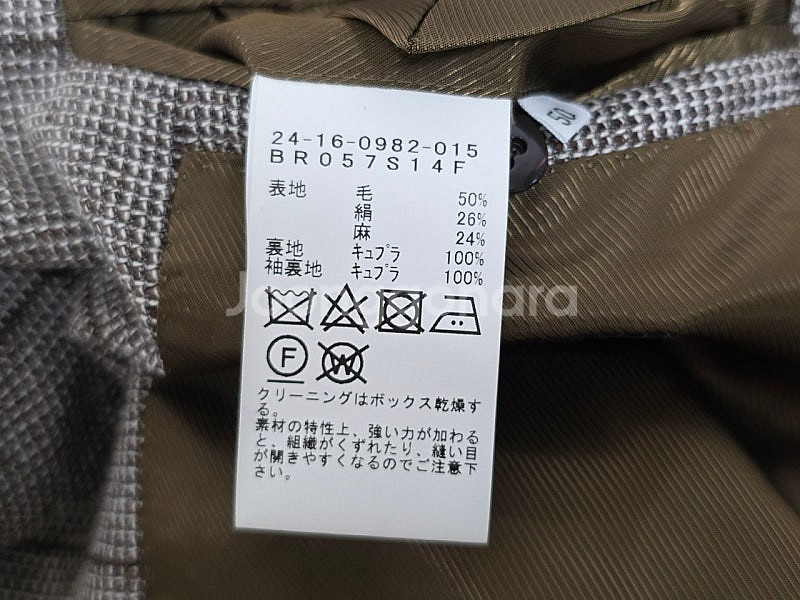 24-16-0982-015
BR057S14F
表地 毛 50%
絹 26%
麻 24%
裏地 キュプラ 100%
袖裏地 キュプラ 100%
F W
クリーニングはボックス乾燥す
る。
素材の特性上、強い力が加わる
と、組織がくずれたり、縫い目
が開きやすくなるのでご注意下
さい。
50